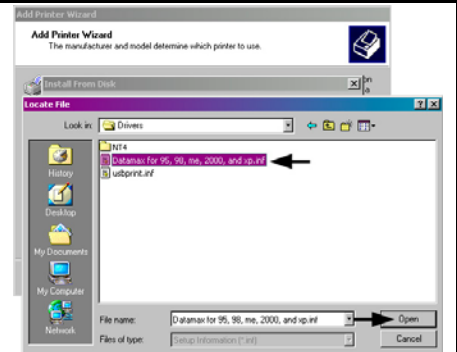 Add Printer Wizard
Add Printer Wizard
The manufacturer and model determine which printer to use.
Install From Disk
Locate File
Look in:
Drivers
History
Desktop
My Documents
My Computer
Network
NT4
Datamax for 95, 98, me, 2000, and xp.inf
usbprint.inf
File name:
Datamax for 95, 98, me, 2000, and xp.inf
Open
Files of type:
Setup Information (*.inf)
Cancel